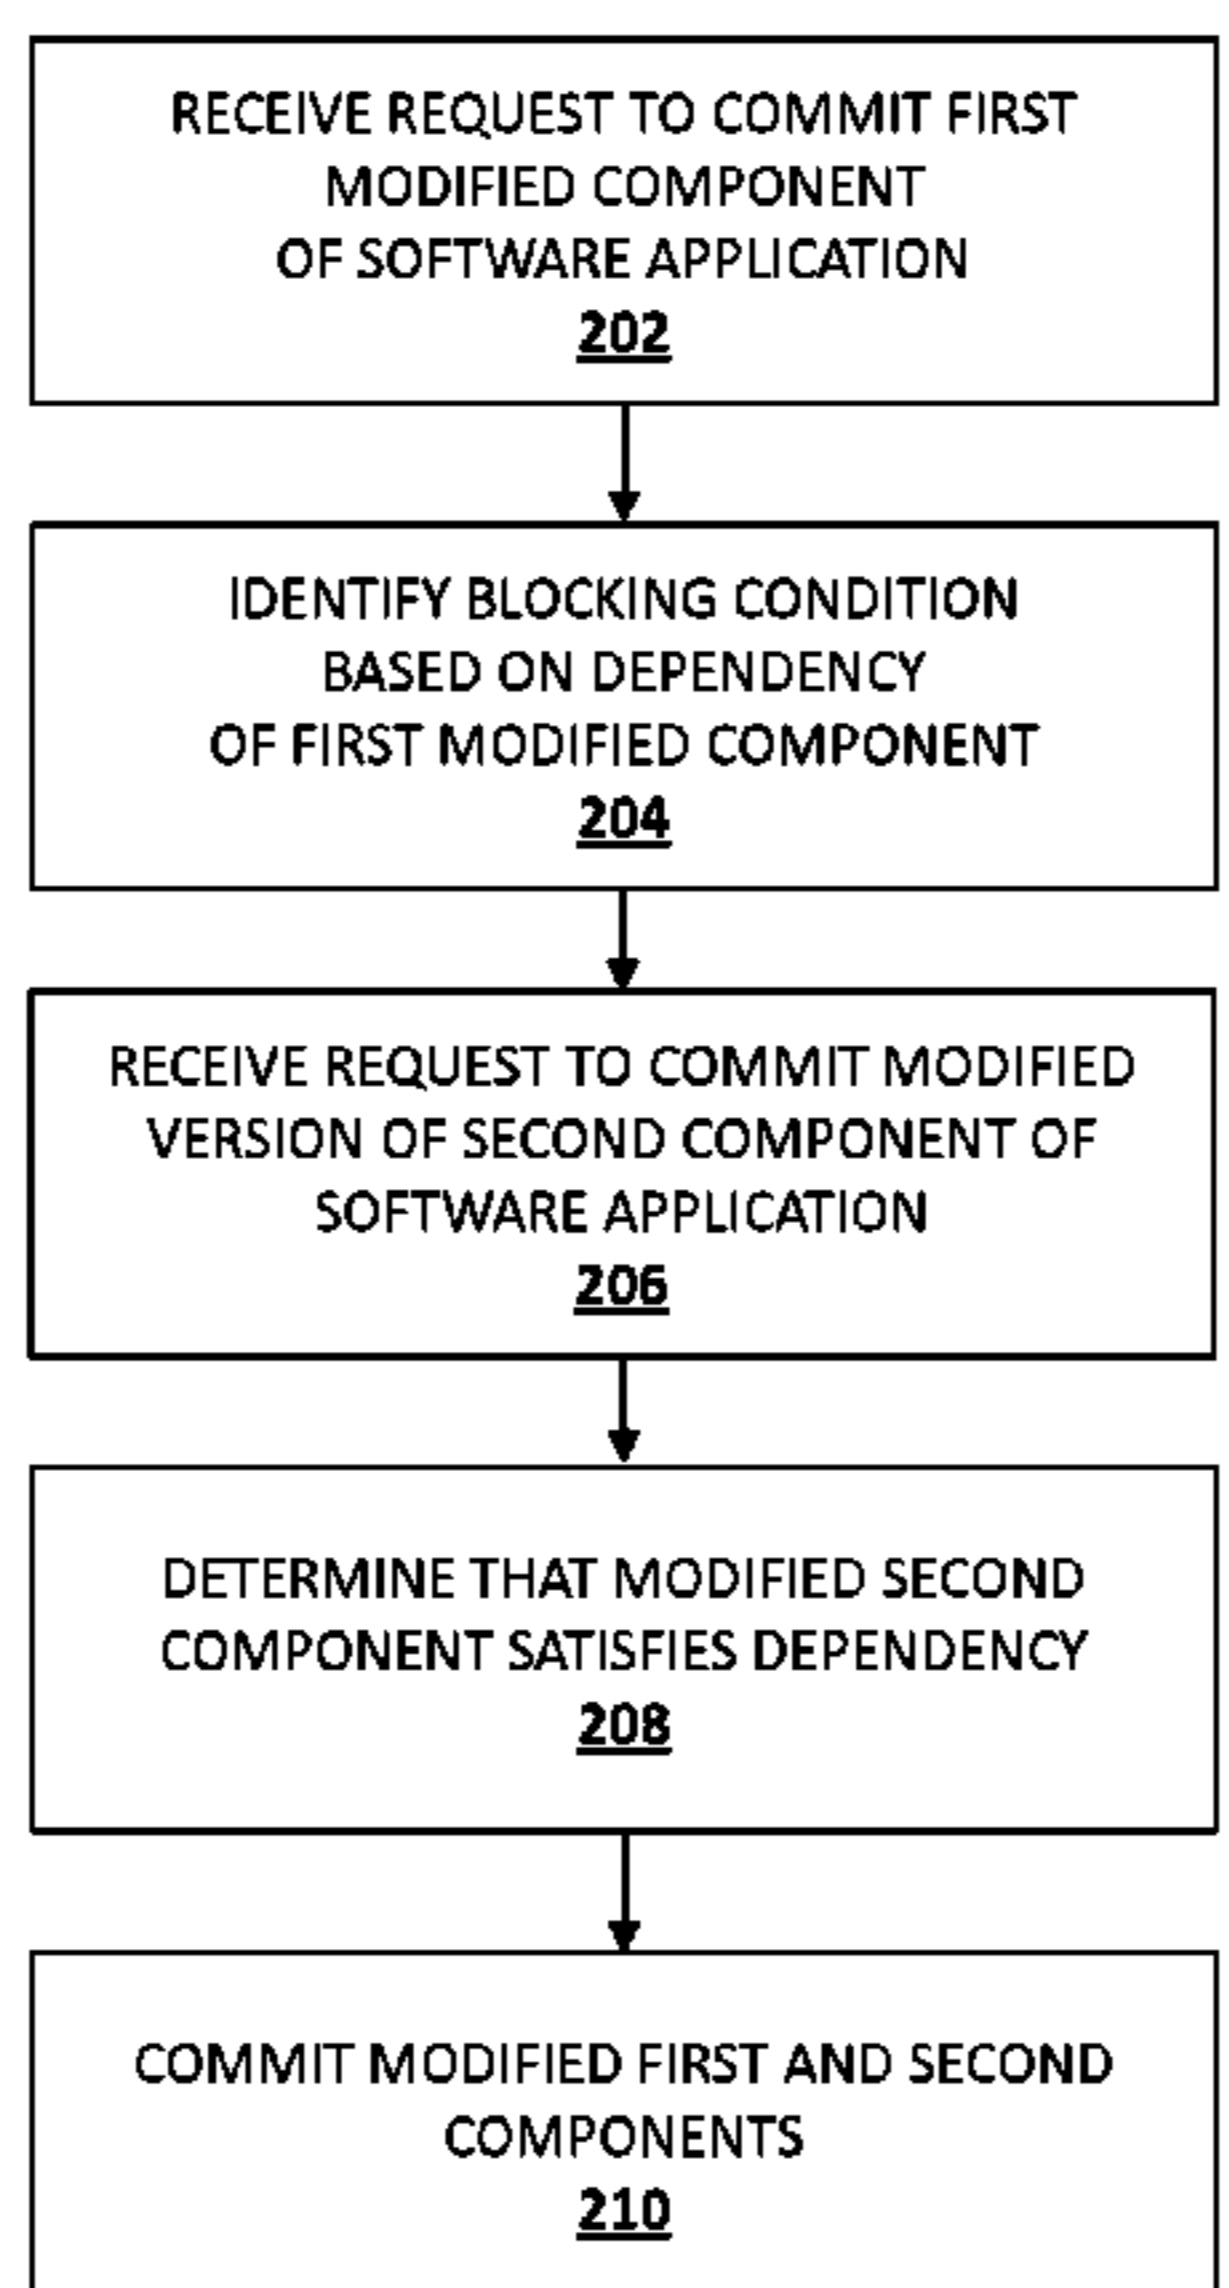 RECEIVE REQUEST TO COMMIT FIRST
MODIFIED COMPONENT
OF SOFTWARE APPLICATION
202
IDENTIFY BLOCKING CONDITION
BASED ON DEPENDENCY
OF FIRST MODIFIED COMPONENT
204
RECEIVE REQUEST TO COMMIT MODIFIED
VERSION OF SECOND COMPONENT OF
SOFTWARE APPLICATION
206
DETERMINE THAT MODIFIED SECOND
COMPONENT SATISFIES DEPENDENCY
208
COMMIT MODIFIED FIRST AND SECOND
COMPONENTS
210